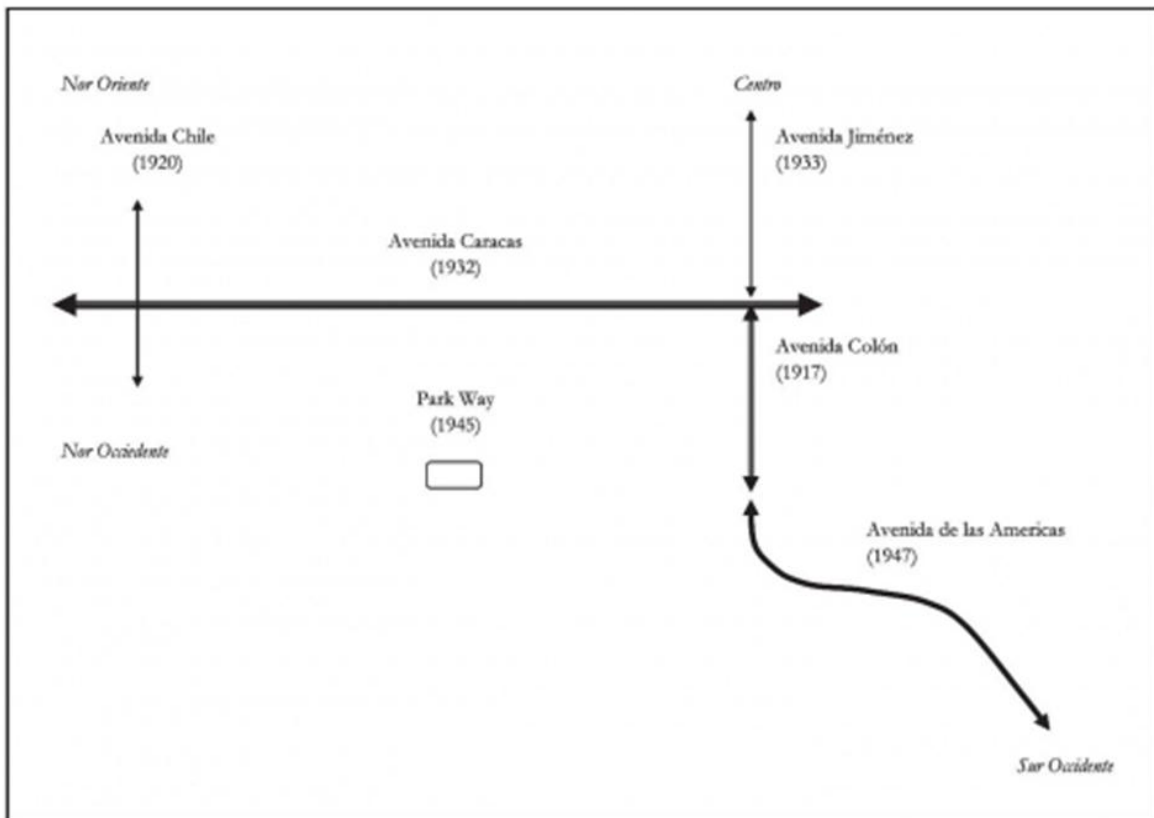 Nor Oriente
Centro
Avenida Chile
(1920)
Avenida Jiménez
(1933)
Avenida Caracas
(1932)
Avenida Colón
(1917)
Park Way
(1945)
Nor Occiedente
Avenida de las Americas
(1947)
Sur Occidente